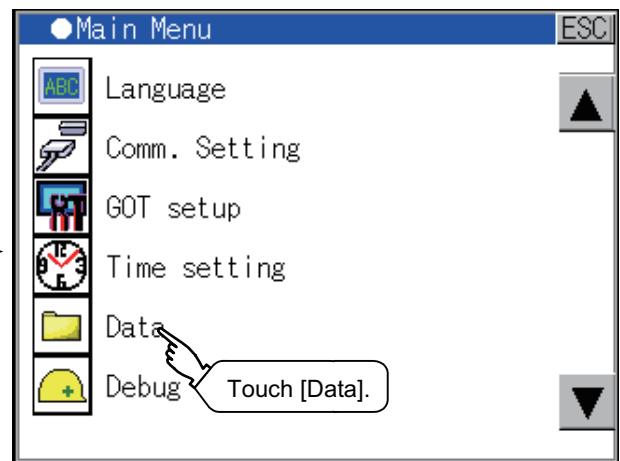 ●Main Menu ESC
ABC Language
Comm. Setting
GOT setup
Time setting
Data
Debug
Touch [Data].